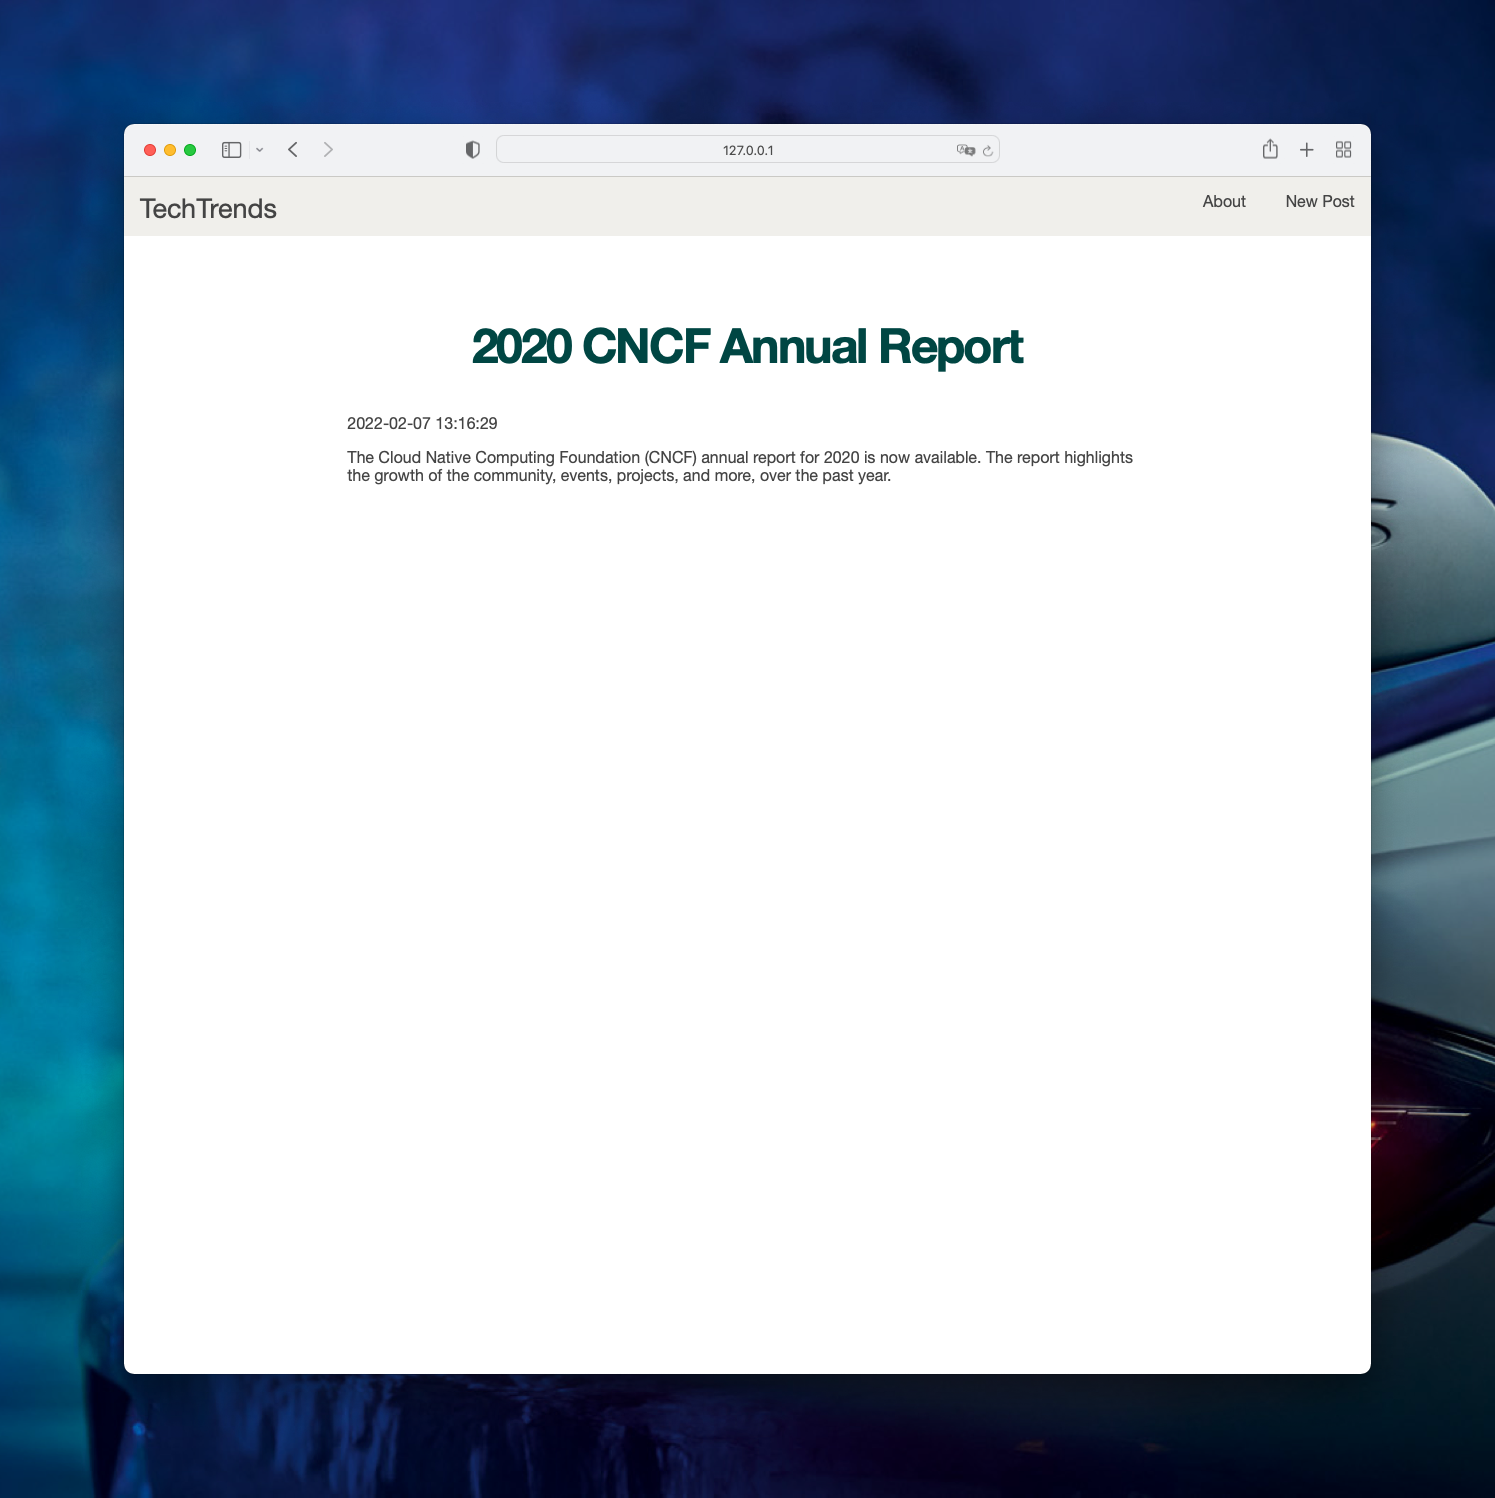 127.0.0.1
TechTrends
About
New Post
2020 CNCF Annual Report
2022-02-07 13:16:29
The Cloud Native Computing Foundation (CNCF) annual report for 2020 is now available. The report highlights
the growth of the community, events, projects, and more, over the past year.